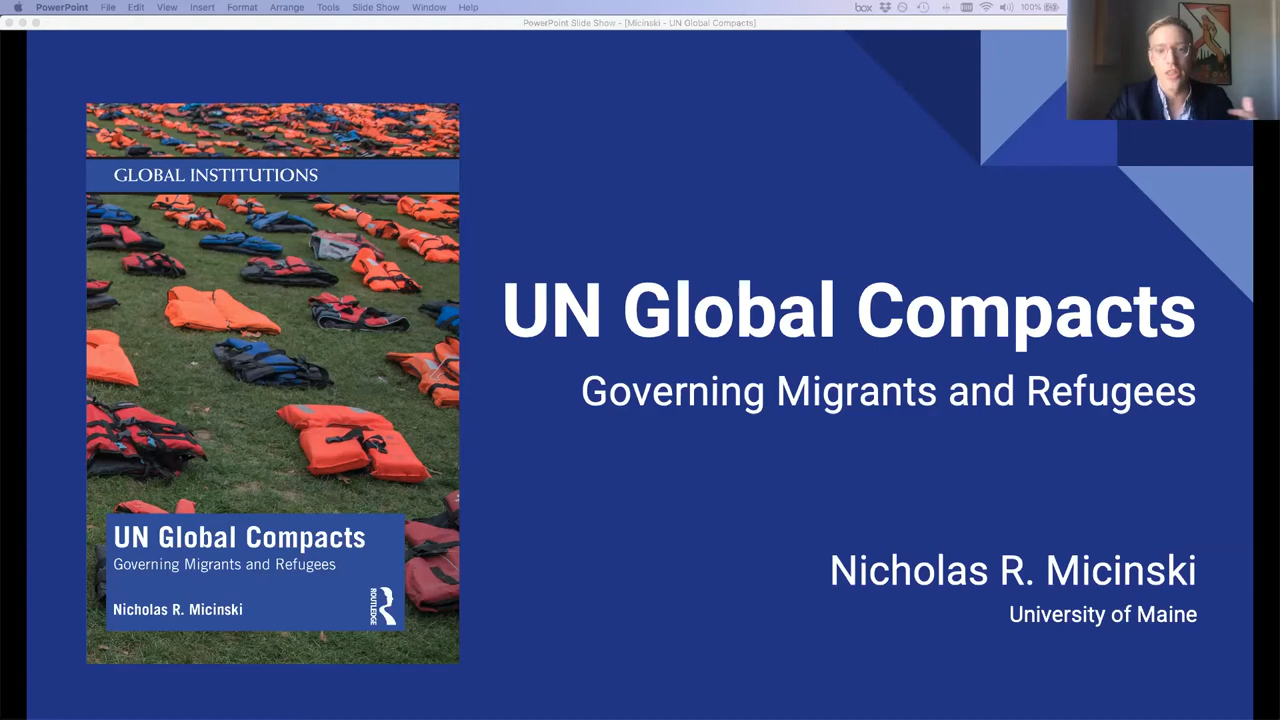 PowerPoint File Edit View Insert Format Arrange Tools Slide Show Window Help box 100%
PowerPoint Slide Show - [Micinski - UN Global Compacts]
GLOBAL INSTITUTIONS
UN Global Compacts
Governing Migrants and Refugees
Nicholas R. Micinski
University of Maine
UN Global Compacts
Governing Migrants and Refugees
Nicholas R. Micinski
ROUTLEDGE